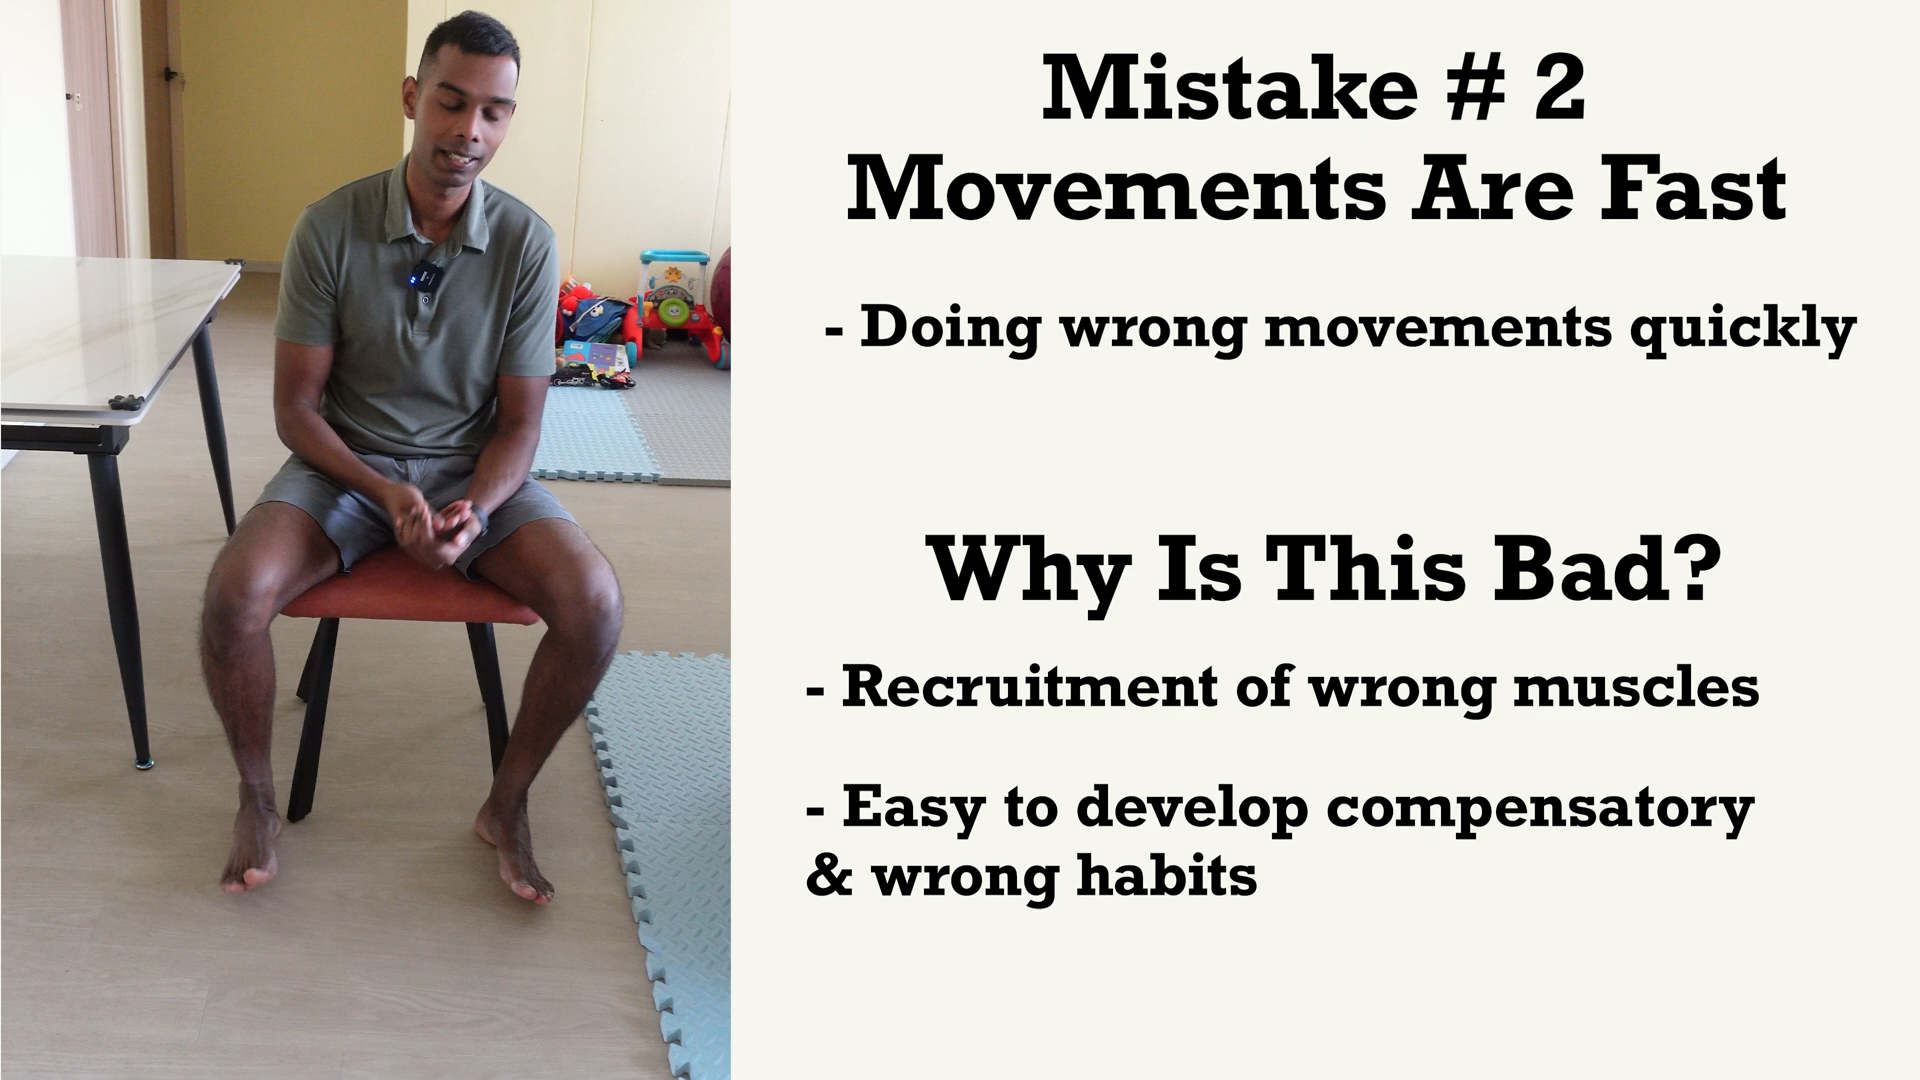 Mistake # 2
Movements Are Fast
- Doing wrong movements quickly
Why Is This Bad?
- Recruitment of wrong muscles
- Easy to develop compensatory
& wrong habits